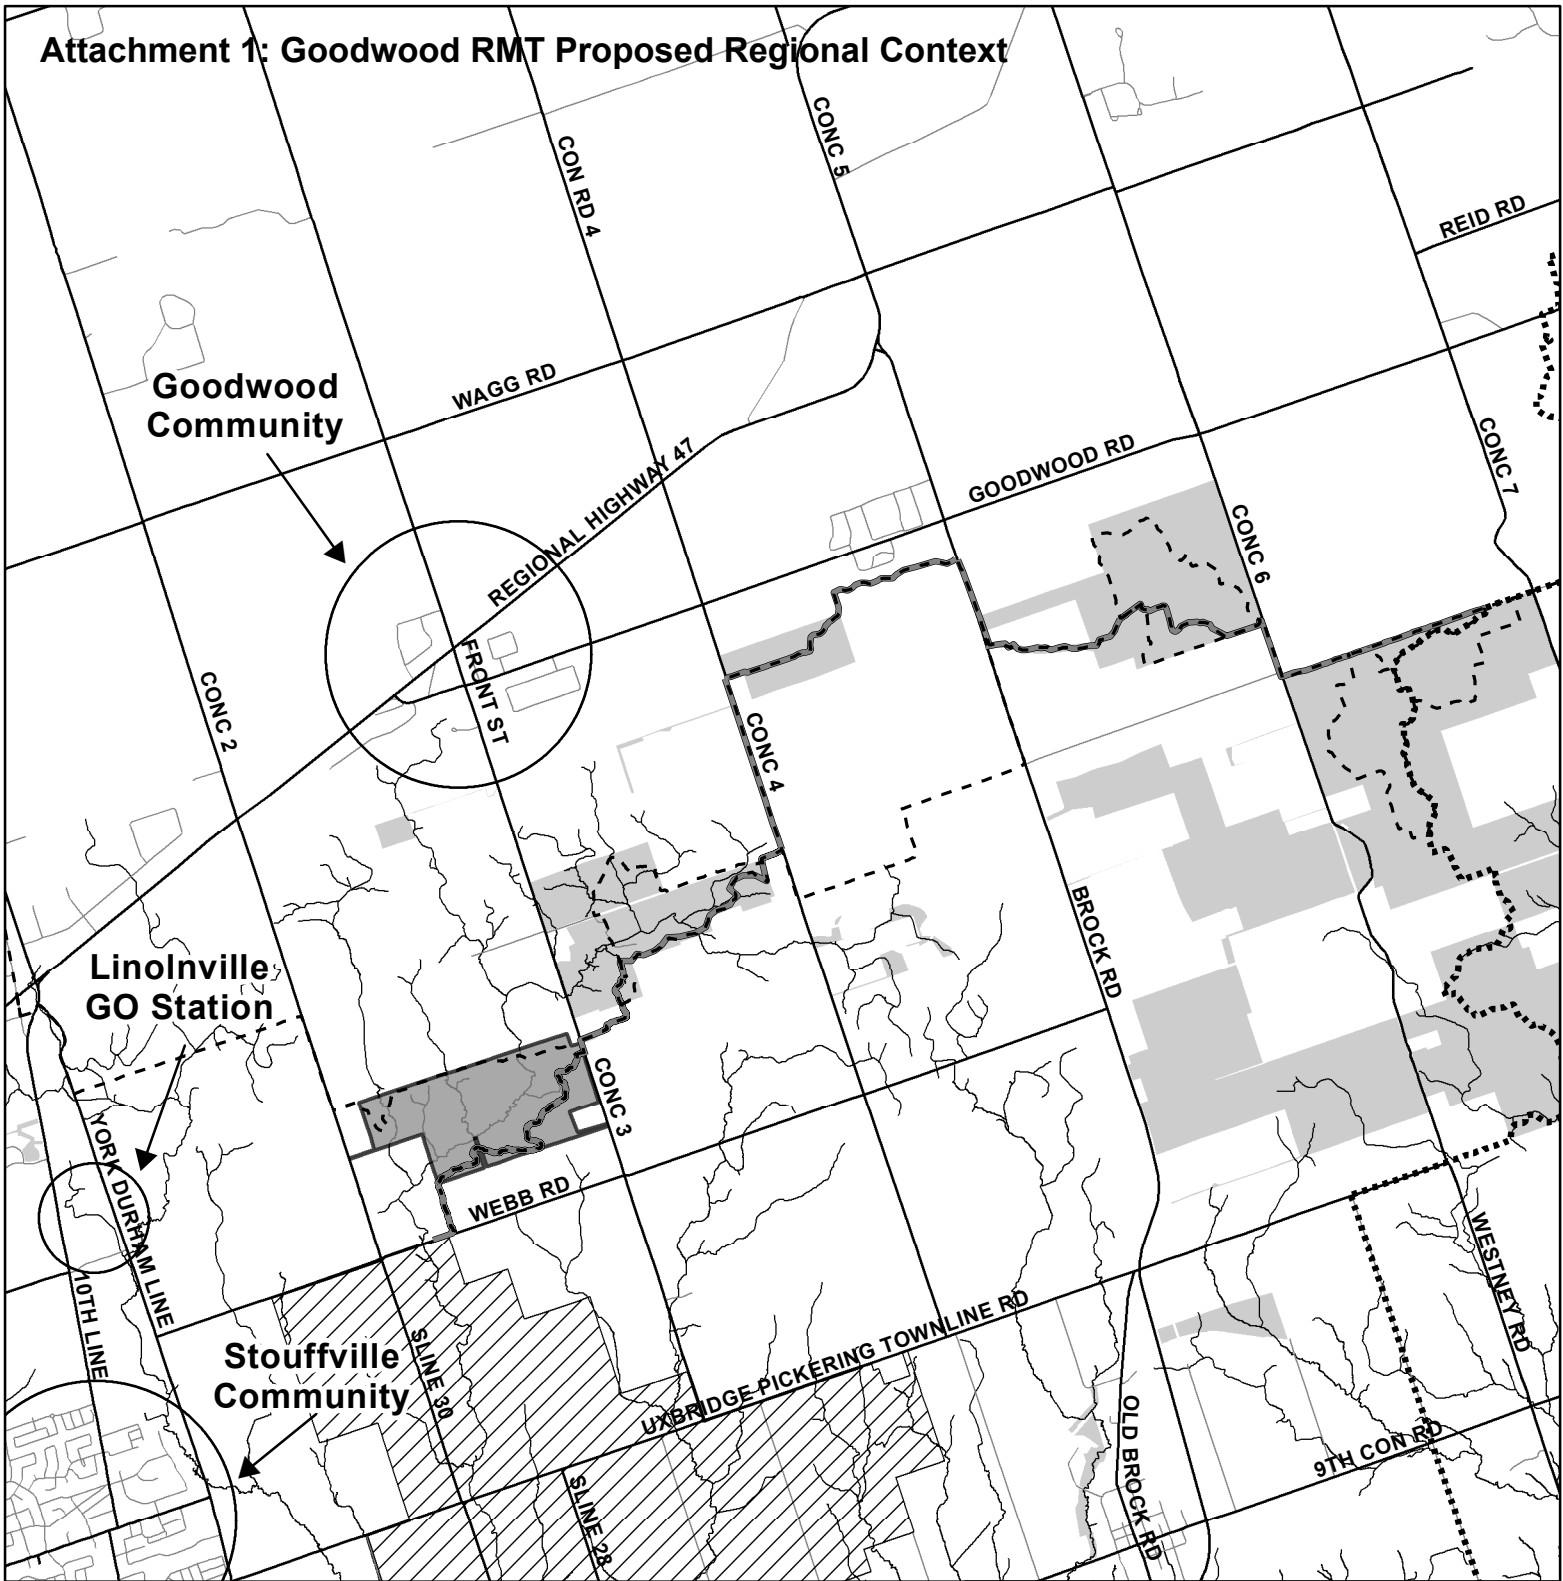 Attachment 1: Goodwood RMT Proposed Regional Context
CONC 5
CON RD 4
REID RD
WAGG RD
Goodwood
Community
REGIONAL HIGHWAY 47
GOODWOOD RD
CONC 7
CONC 6
FRONT ST
CONC 2
CONC 4
BROCK RD
Linolnville
GO Station
CONC 3
YORK DURHAM LINE
WEBB RD
10TH LINE
WESTNEY RD
UXBRIDGE PICKERING TOWNLINE RD
SLINE 30
Stouffville
Community
OLD BROCK RD
9TH CON RD
SLINE 28